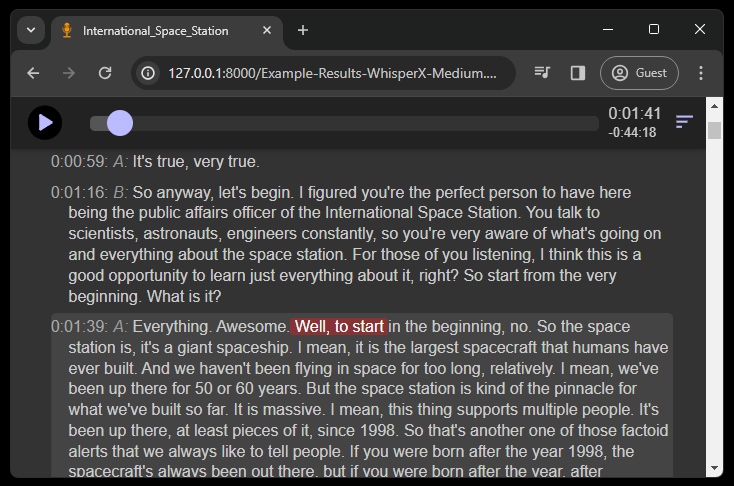 International_Space_Station
127.0.0.1:8000/Example-Results-WhisperX-Medium....
Guest
0:01:41
-0:44:18
0:00:59: A: It's true, very true.
0:01:16: B: So anyway, let's begin. I figured you're the perfect person to have here
being the public affairs officer of the International Space Station. You talk to
scientists, astronauts, engineers constantly, so you're very aware of what's going on
and everything about the space station. For those of you listening, I think this is a
good opportunity to learn just everything about it, right? So start from the very
beginning. What is it?
0:01:39: A: Everything. Awesome. Well, to start in the beginning, no. So the space
station is, it's a giant spaceship. I mean, it is the largest spacecraft that humans have
ever built. And we haven't been flying in space for too long, relatively. I mean, we've
been up there for 50 or 60 years. But the space station is kind of the pinnacle for
what we've built so far. It is massive. I mean, this thing supports multiple people. It's
been up there, at least pieces of it, since 1998. So that's another one of those factoid
alerts that we always like to tell people. If you were born after the year 1998, the
spacecraft's always been out there, but if you were born after the year, after